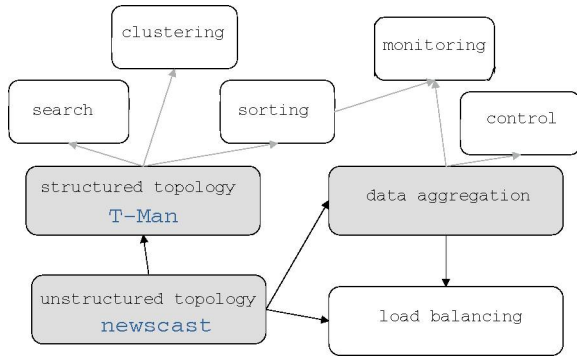 clustering
monitoring
search
sorting
control
structured topology
T-Man
data aggregation
unstructured topology
newscast
load balancing